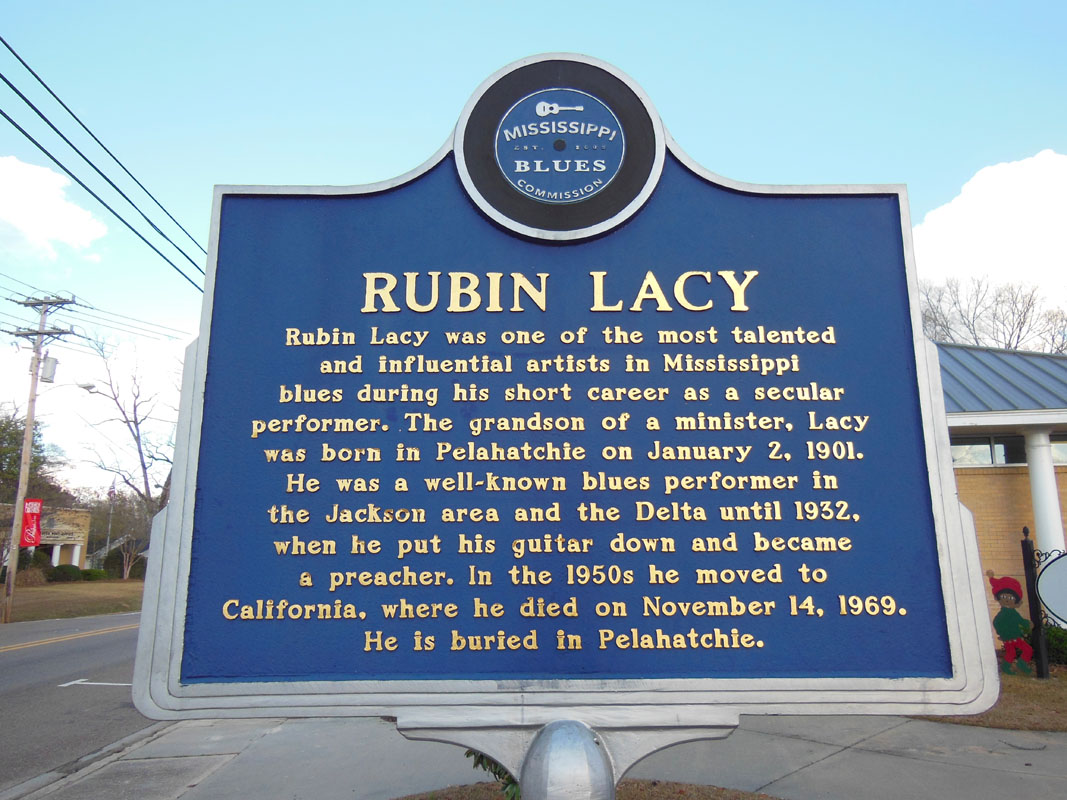 MISSISSIPPI
EST.
BLUES
COMMISSION
RUBIN LACY
Rubin Lacy was one of the most talented
and influential artists in Mississippi
blues during his short career as a secular
performer. The grandson of a minister, Lacy
was born in Pelahatchie on January 2, 1901.
He was a well-known blues performer in
the Jackson area and the Delta until 1932,
when he put his guitar down and became
a preacher. In the 1950s he moved to
California, where he died on November 14, 1969.
He is buried in Pelahatchie.